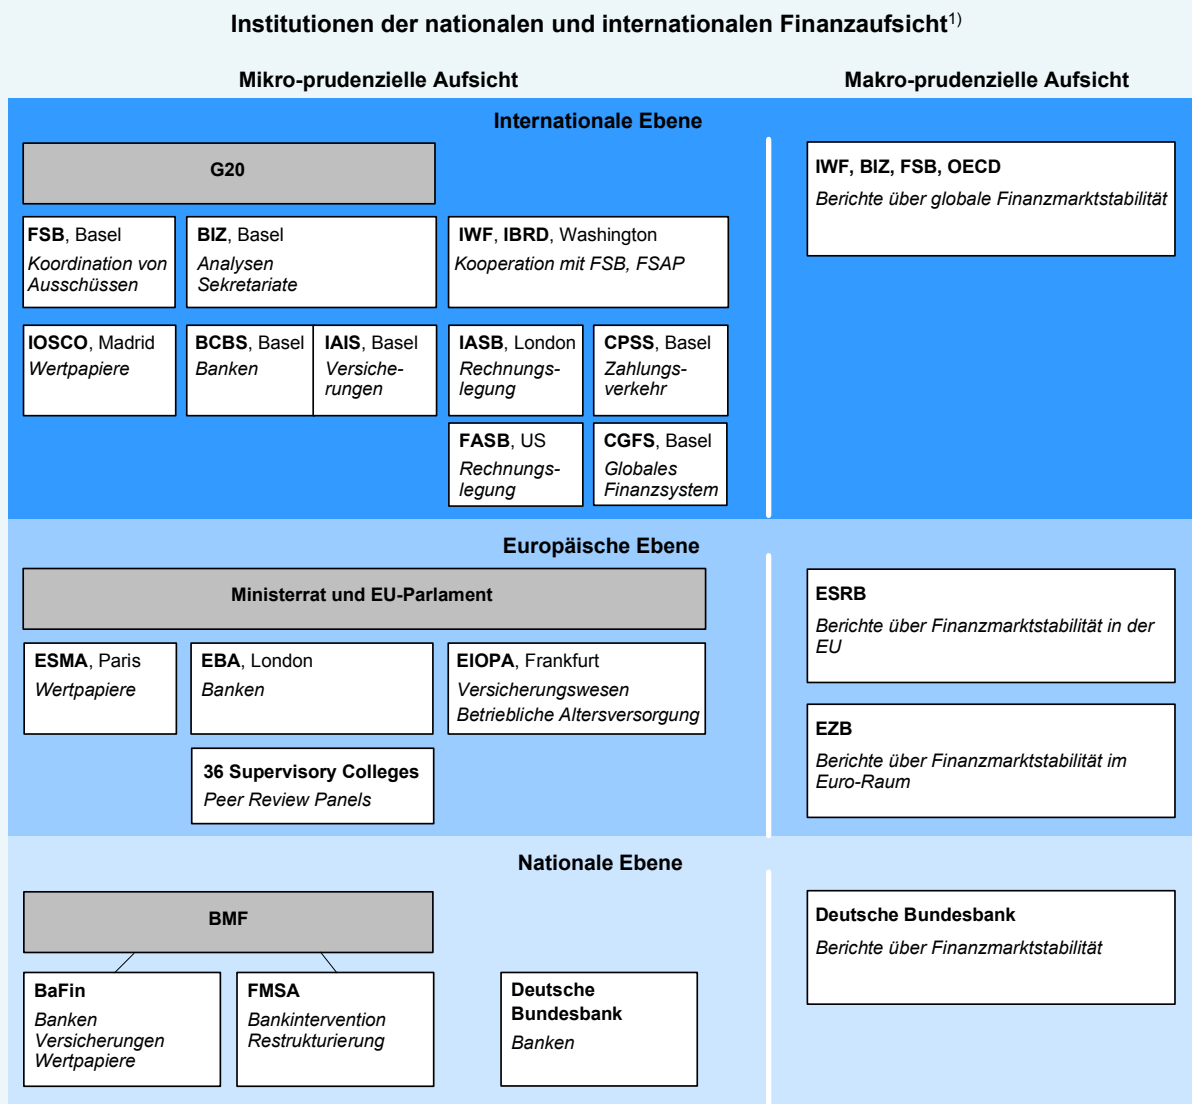 Institutionen der nationalen und internationalen Finanzaufsicht1)
Mikro-prudenzielle Aufsicht
Makro-prudenzielle Aufsicht
Internationale Ebene
G20
FSB, Basel
Koordination von
Ausschüssen
BIZ, Basel
Analysen
Sekretariate
IWF, IBRD, Washington
Kooperation mit FSB, FSAP
IOSCO, Madrid
Wertpapiere
BCBS, Basel
Banken
IAIS, Basel
Versiche-
rungen
IASB, London
Rechnungs-
legung
CPSS, Basel
Zahlungs-
verkehr
FASB, US
Rechnungs-
legung
CGFS, Basel
Globales
Finanzsystem
IWF, BIZ, FSB, OECD
Berichte über globale Finanzmarktstabilität
Europäische Ebene
Ministerrat und EU-Parlament
ESMA, Paris
Wertpapiere
EBA, London
Banken
EIOPA, Frankfurt
Versicherungswesen
Betriebliche Altersversorgung
36 Supervisory Colleges
Peer Review Panels
ESRB
Berichte über Finanzmarktstabilität in der
EU
EZB
Berichte über Finanzmarktstabilität im
Euro-Raum
Nationale Ebene
BMF
BaFin
Banken
Versicherungen
Wertpapiere
FMSA
Bankintervention
Restrukturierung
Deutsche
Bundesbank
Banken
Deutsche Bundesbank
Berichte über Finanzmarktstabilität